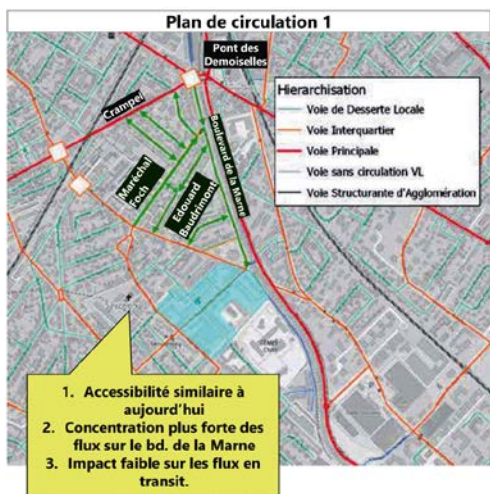 Plan de circulation 1
Pont des
Demoiselles
Crampel
Hierarchisation
Voie de Desserte Locale
Voie Interquartier
Voie Principale
Voie sans circulation VL
Voie Structurante d'Agglomération
Boulevard de la Marne
Maréchal
Foch
Edouard
Baudrimont
1. Accessibilité similaire à
aujourd'hui
2. Concentration plus forte des
flux sur le bd. de la Marne
3. Impact faible sur les flux en
transit.